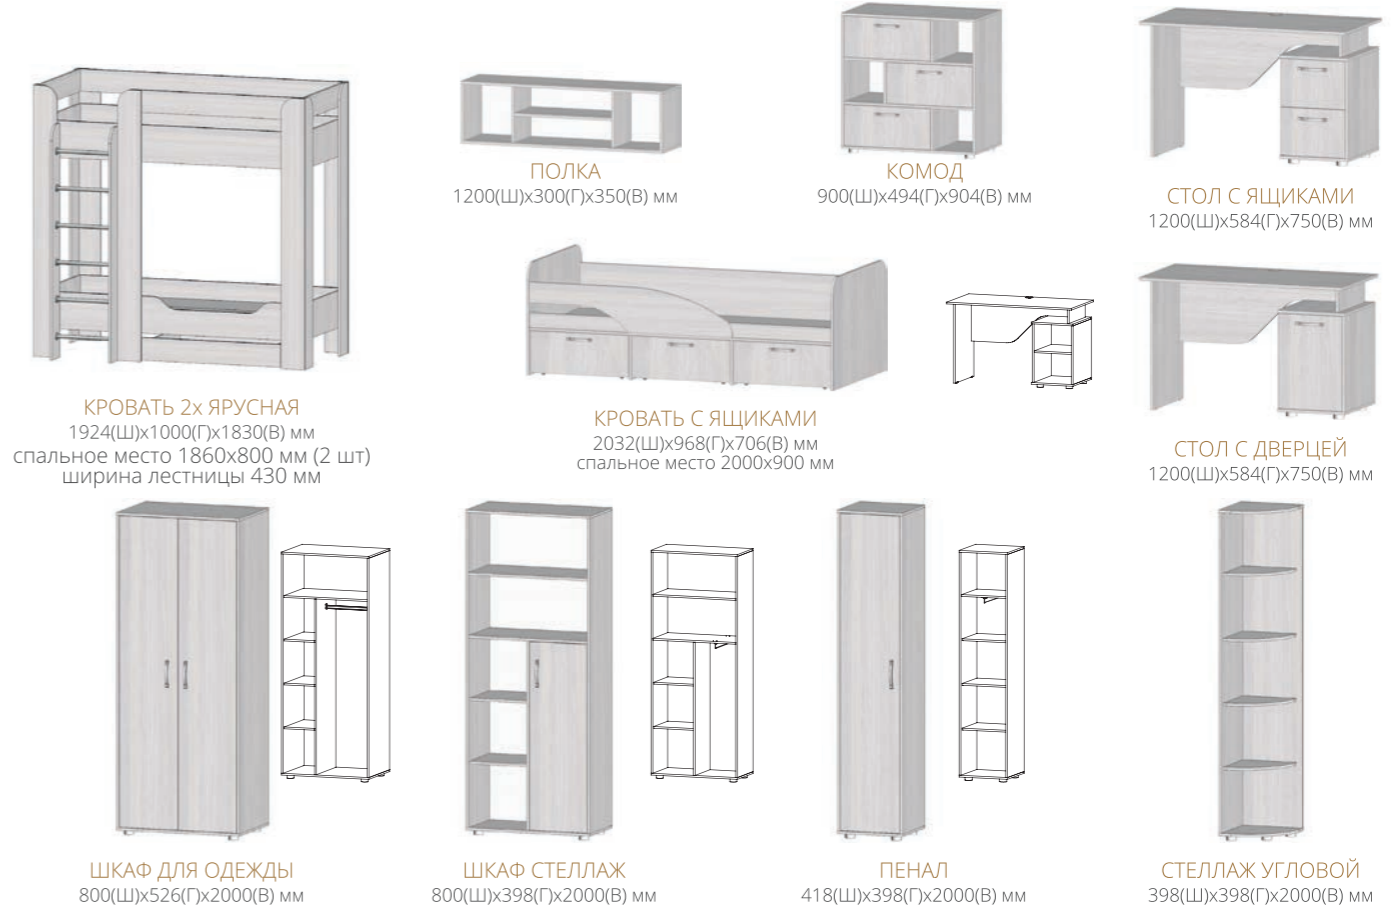 ПОЛКА
1200(Ш)х300(Г)х350(В) мм
КОМОД
900(Ш)х494(Г)х904(В) мм
СТОЛ С ЯЩИКАМИ
1200(Ш)х584(Г)х750(В) мм
КРОВАТЬ 2х ЯРУСНАЯ
1924(Ш)х1000(Г)х1830(В) мм
спальное место 1860х800 мм (2 шт)
ширина лестницы 430 мм
КРОВАТЬ С ЯЩИКАМИ
2032(Ш)х968(Г)х706(В) мм
спальное место 2000х900 мм
СТОЛ С ДВЕРЦЕЙ
1200(Ш)х584(Г)х750(В) мм
ШКАФ ДЛЯ ОДЕЖДЫ
800(Ш)х526(Г)х2000(В) мм
ШКАФ СТЕЛЛАЖ
800(Ш)х398(Г)х2000(В) мм
ПЕНАЛ
418(Ш)х398(Г)х2000(В) мм
СТЕЛЛАЖ УГЛОВОЙ
398(Ш)х398(Г)х2000(В) мм